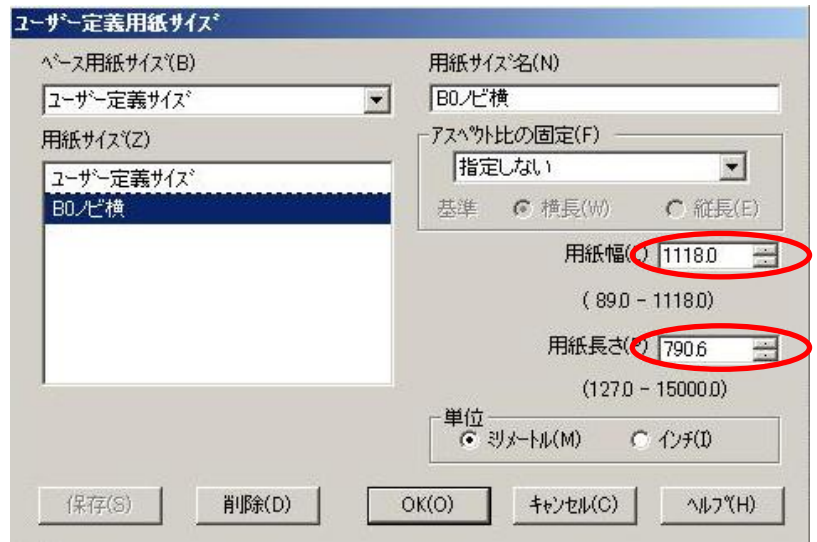 ユーザー定義用紙サイズ
ベース用紙サイズ(B)
ユーザー定義サイズ
用紙サイズ(Z)
ユーザー定義サイズ
B0ノビ横
用紙サイズ名(N)
B0ノビ横
アスペクト比の固定(F)
指定しない
基準 横長(W) 縦長(E)
用紙幅( ) 1118.0
( 89.0 - 1118.0)
用紙長さ( ) 790.6
(127.0 - 15000.0)
単位
ミリメートル(M) インチ(I)
保存(S) 削除(D) OK(O) キャンセル(C) ヘルプ(H)